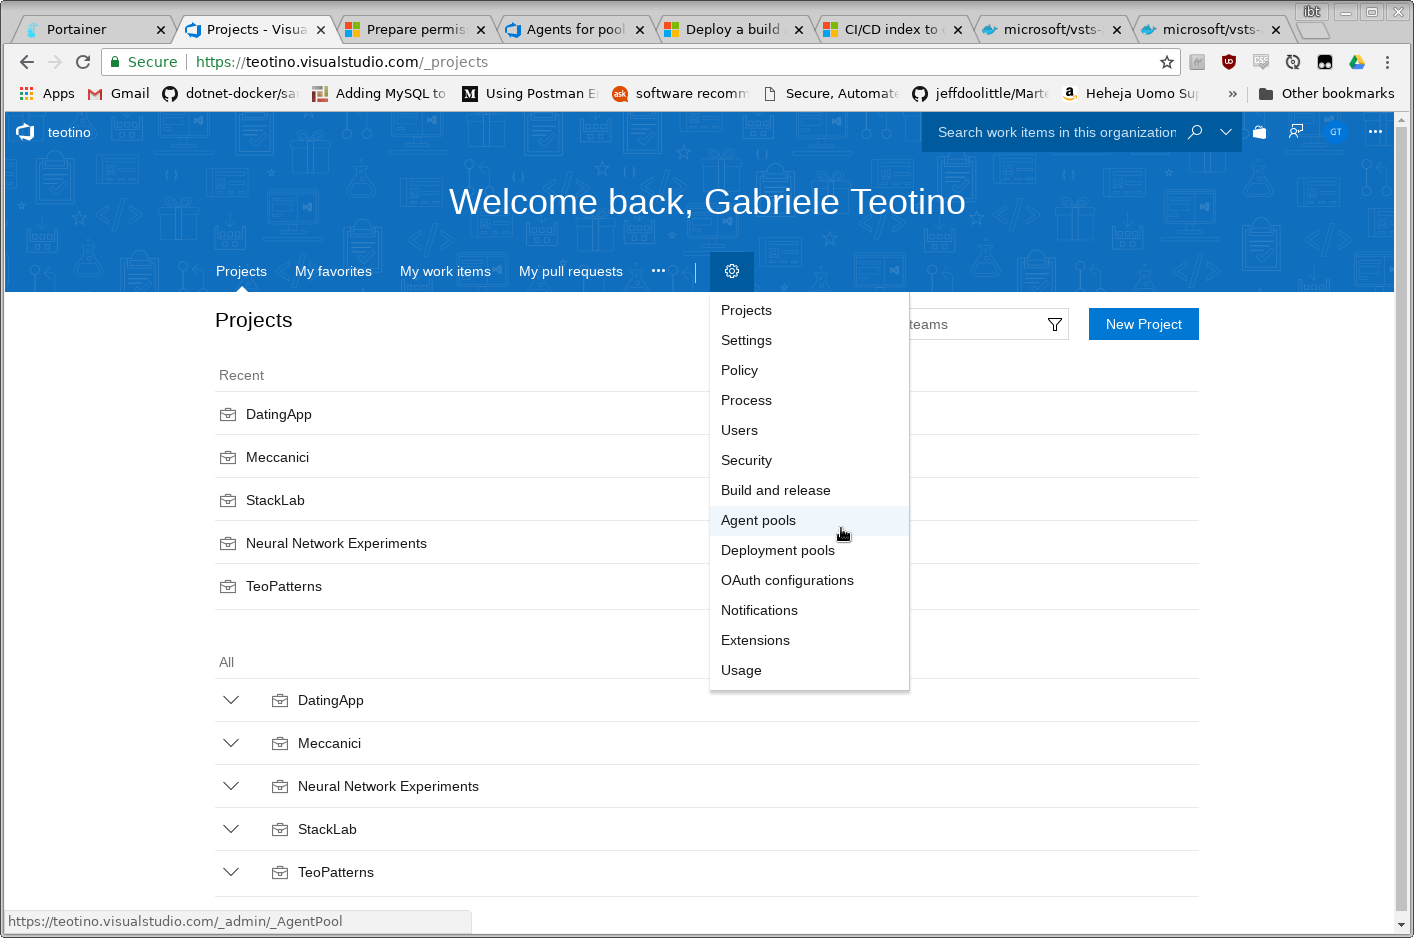 ibt
Portainer
Projects - Visua
Prepare permis
Agents for pool
Deploy a build
CI/CD index to
microsoft/vsts-
microsoft/vsts-
Secure https://teotino.visualstudio.com/_projects
Apps
Gmail
dotnet-docker/sa
Adding MySQL to
Using Postman E
software recomm
Secure, Automate
jeffdoolittle/Marte
Heheja Uomo Sup
» Other bookmarks
teotino
Search work items in this organization
GT
Welcome back, Gabriele Teotino
Projects My favorites My work items My pull requests
Projects
teams
New Project
Recent
DatingApp
Meccanici
StackLab
Neural Network Experiments
TeoPatterns
Projects
Settings
Policy
Process
Users
Security
Build and release
Agent pools
Deployment pools
OAuth configurations
Notifications
Extensions
Usage
All
DatingApp
Meccanici
Neural Network Experiments
StackLab
TeoPatterns
https://teotino.visualstudio.com/_admin/_AgentPool